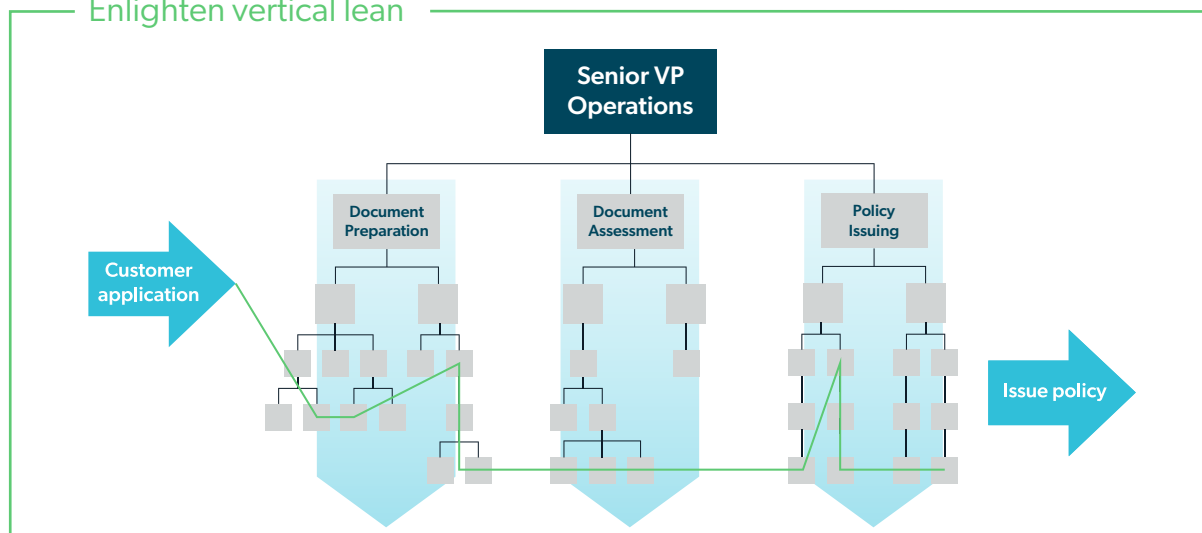 Enlighten vertical lean
Senior VP
Operations
Document
Preparation
Document
Assessment
Policy
Issuing
Customer
application
Issue policy